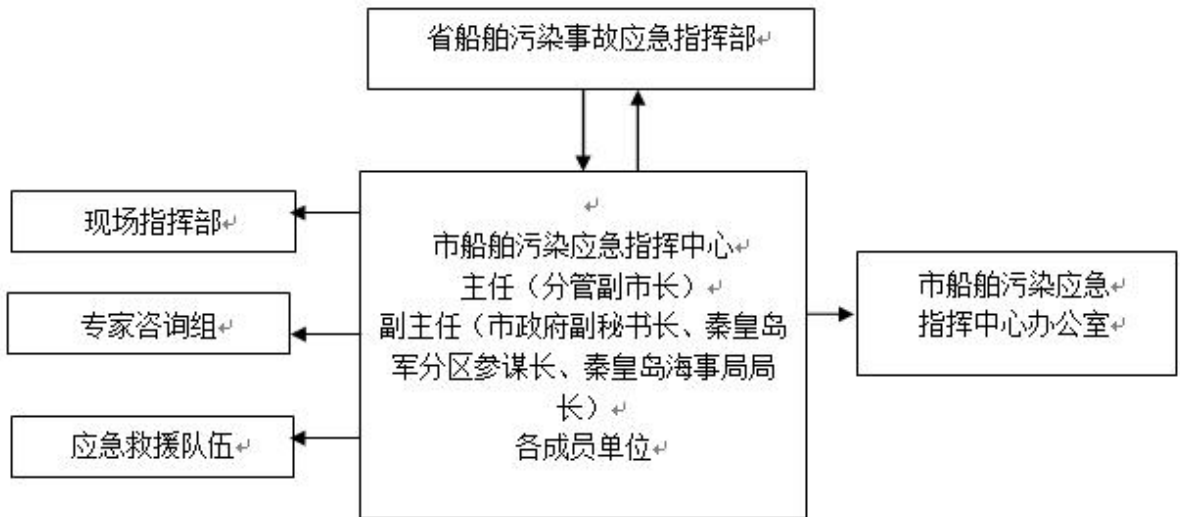 省船舶污染事故应急指挥部
现场指挥部
专家咨询组
应急救援队伍
市船舶污染应急指挥中心
主任（分管副市长）
副主任（市政府副秘书长、秦皇岛
军分区参谋长、秦皇岛海事局局
长）
各成员单位
市船舶污染应急
指挥中心办公室